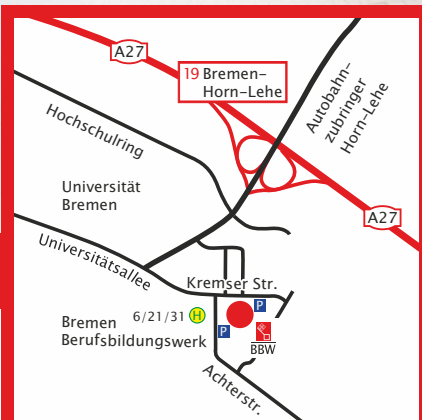 A27
19 Bremen-
Horn-Lehe
Autobahn-
zubringer
Horn-Lehe
Hochschulring
Universität
Bremen
A27
Universitätsallee
Kremser Str.
P
6/21/31 H
P
Bremen
Berufsbildungswerk
BBW
Achterstr.